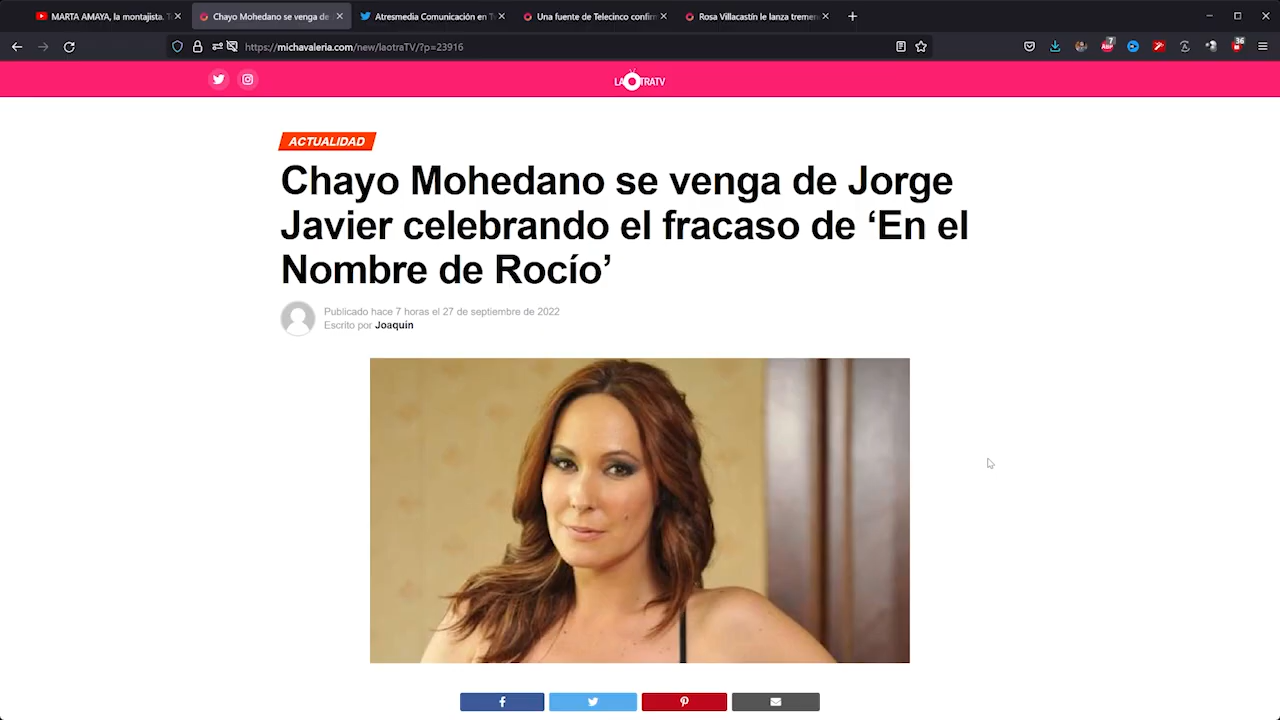 MARTA AMAYA, la montajista. T
Chayo Mohedano se venga de
Atresmedia Comunicación en T
Una fuente de Telecinco confirm
Rosa Villacastín le lanza tremen
https://michavaleria.com/new/laotraTV/?p=23916
7
36
LAOTRATV
ACTUALIDAD
Chayo Mohedano se venga de Jorge
Javier celebrando el fracaso de ‘En el
Nombre de Rocío’
Publicado hace 7 horas el 27 de septiembre de 2022
Escrito por Joaquín